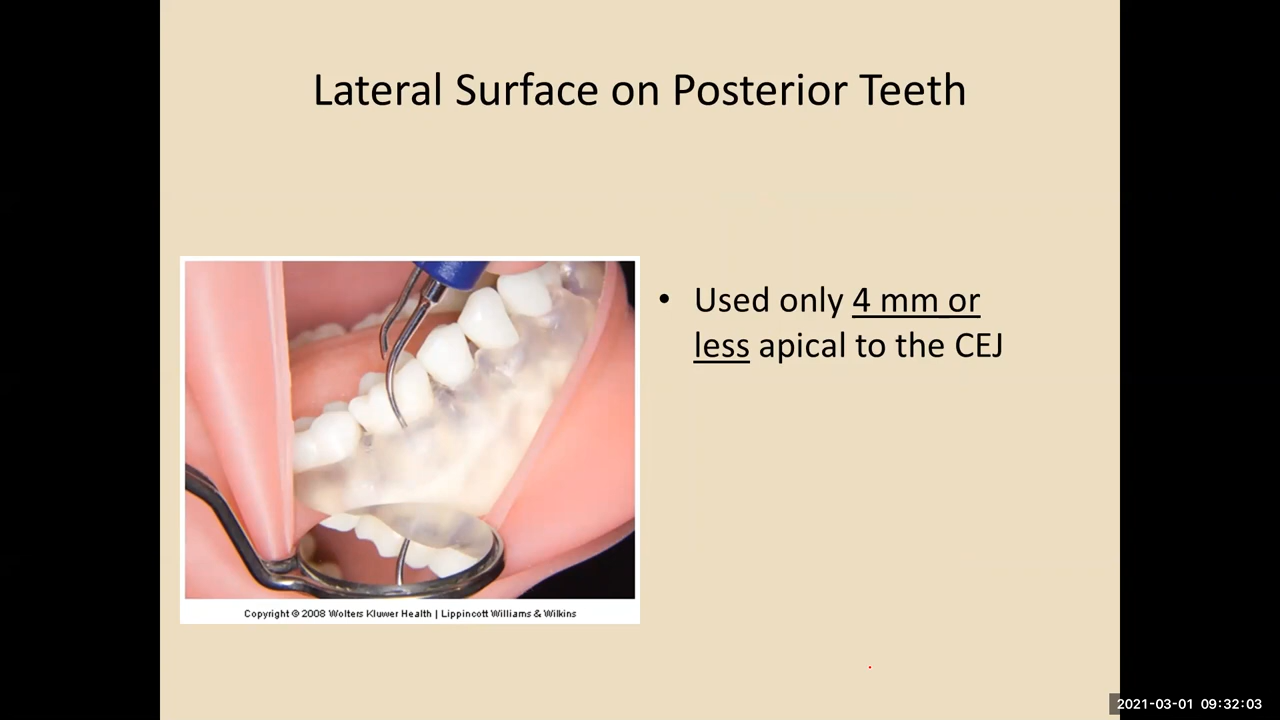 Lateral Surface on Posterior Teeth
• Used only 4 mm or
less apical to the CEJ
Copyright © 2008 Wolters Kluwer Health | Lippincott Williams & Wilkins
2021-03-01 09:32:03